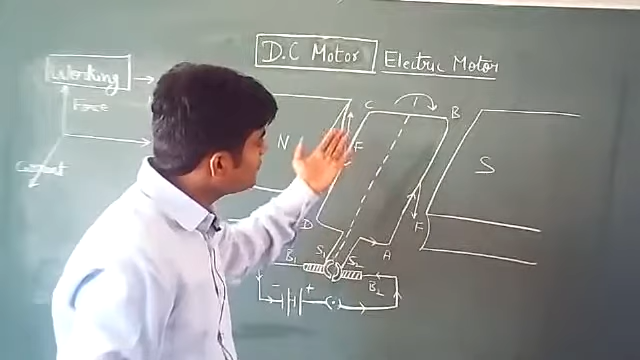 D.C Motor
Electric Motor
Working
Force
Current
N
S
C
B
F
F
D
A
S1
S2
B1
B2
-
+